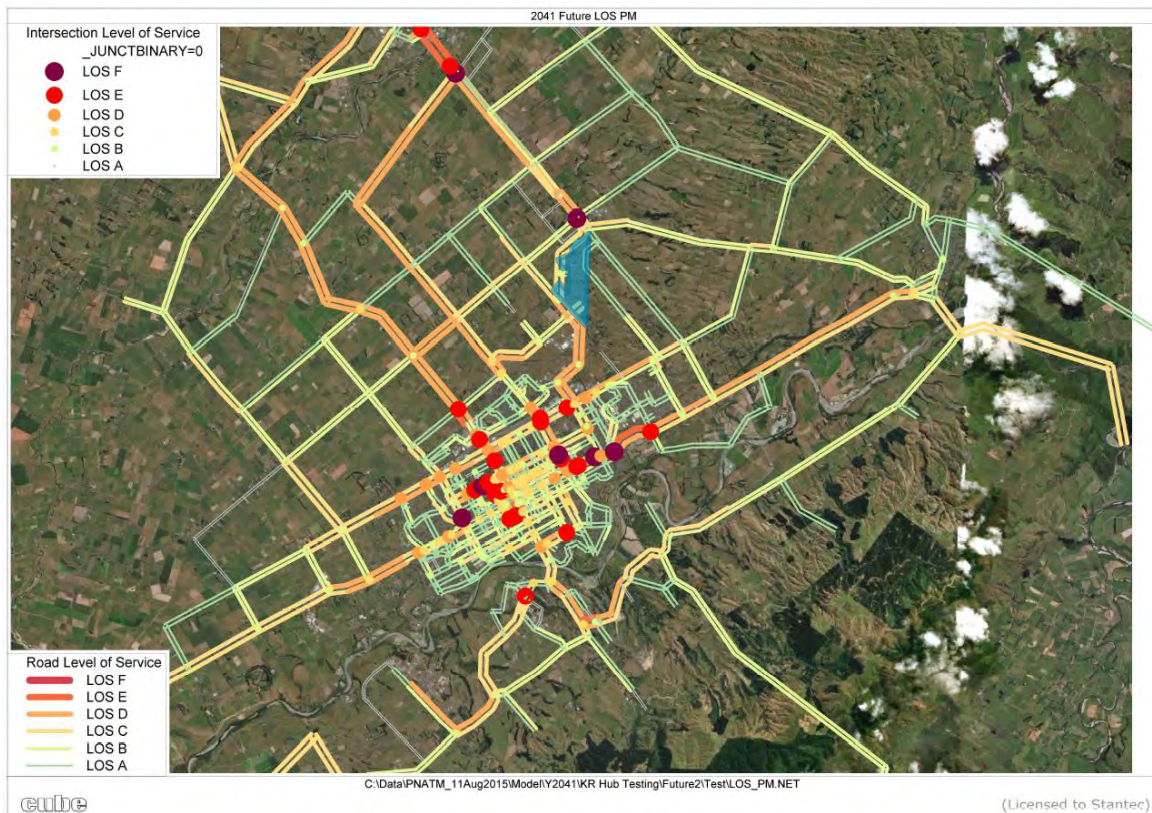 2041 Future LOS PM
Intersection Level of Service
_JUNCTBINARY=0
LOS F
LOS E
LOS D
LOS C
LOS B
LOS A
Road Level of Service
LOS F
LOS E
LOS D
LOS C
LOS B
LOS A
C:\Data\PNATM_11Aug2015\Model\Y2041\KR Hub Testing\Future2\Test\LOS_PM.NET
cube
(Licensed to Stantec)